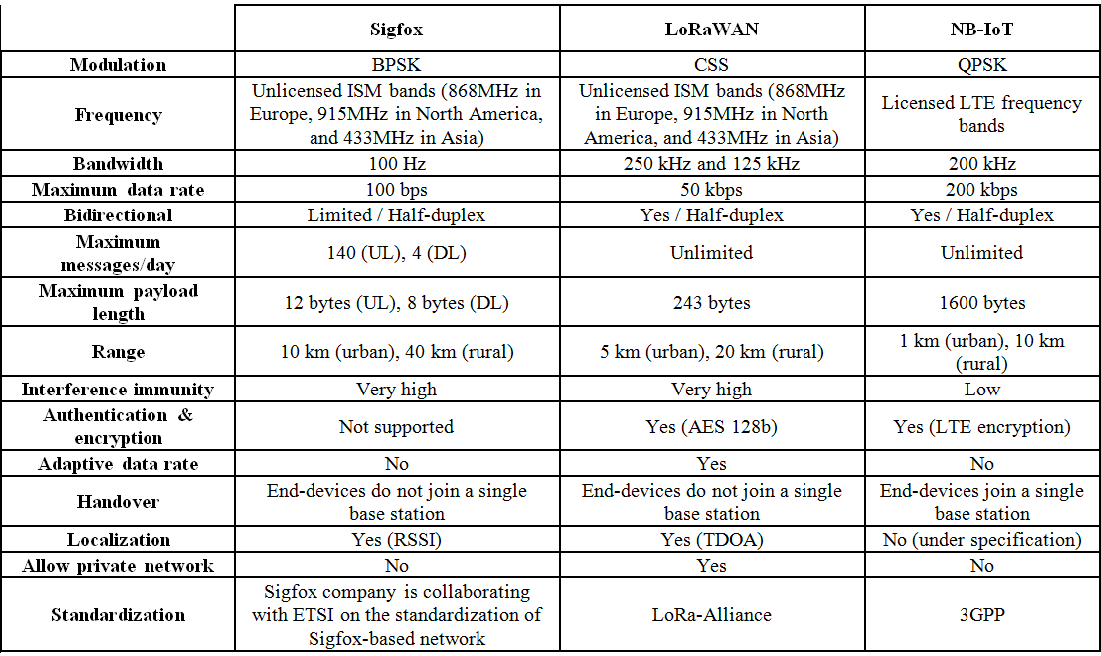 Sigfox LoRaWAN NB-IoT
Modulation BPSK CSS QPSK
Frequency
Unlicensed ISM bands (868MHz in
Europe, 915MHz in North America,
and 433MHz in Asia)
Unlicensed ISM bands (868MHz
in Europe, 915MHz in North
America, and 433MHz in Asia)
Licensed LTE frequency
bands
Bandwidth 100 Hz 250 kHz and 125 kHz 200 kHz
Maximum data rate 100 bps 50 kbps 200 kbps
Bidirectional Limited / Half-duplex Yes / Half-duplex Yes / Half-duplex
Maximum
messages/day
140 (UL), 4 (DL) Unlimited Unlimited
Maximum payload
length
12 bytes (UL), 8 bytes (DL) 243 bytes 1600 bytes
Range 10 km (urban), 40 km (rural) 5 km (urban), 20 km (rural)
1 km (urban), 10 km
(rural)
Interference immunity Very high Very high Low
Authentication &
encryption
Not supported Yes (AES 128b) Yes (LTE encryption)
Adaptive data rate No Yes No
Handover
End-devices do not join a single
base station
End-devices do not join a single
base station
End-devices join a single
base station
Localization Yes (RSSI) Yes (TDOA) No (under specification)
Allow private network No Yes No
Standardization
Sigfox company is collaborating
with ETSI on the standardization of
Sigfox-based network
LoRa-Alliance 3GPP